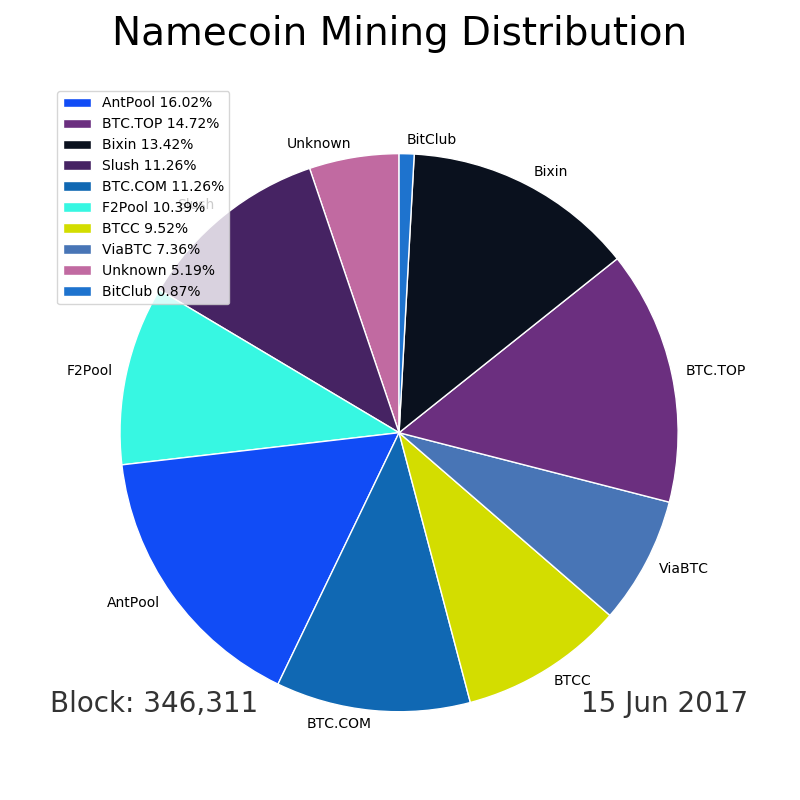 Namecoin Mining Distribution
AntPool 16.02%
BTC.TOP 14.72%
Bixin 13.42%
Slush 11.26%
BTC.COM 11.26%
F2Pool 10.39%
BTCC 9.52%
ViaBTC 7.36%
Unknown 5.19%
BitClub 0.87%
Unknown
BitClub
Bixin
Slush
F2Pool
BTC.TOP
ViaBTC
AntPool
BTCC
BTC.COM
Block: 346,311
15 Jun 2017